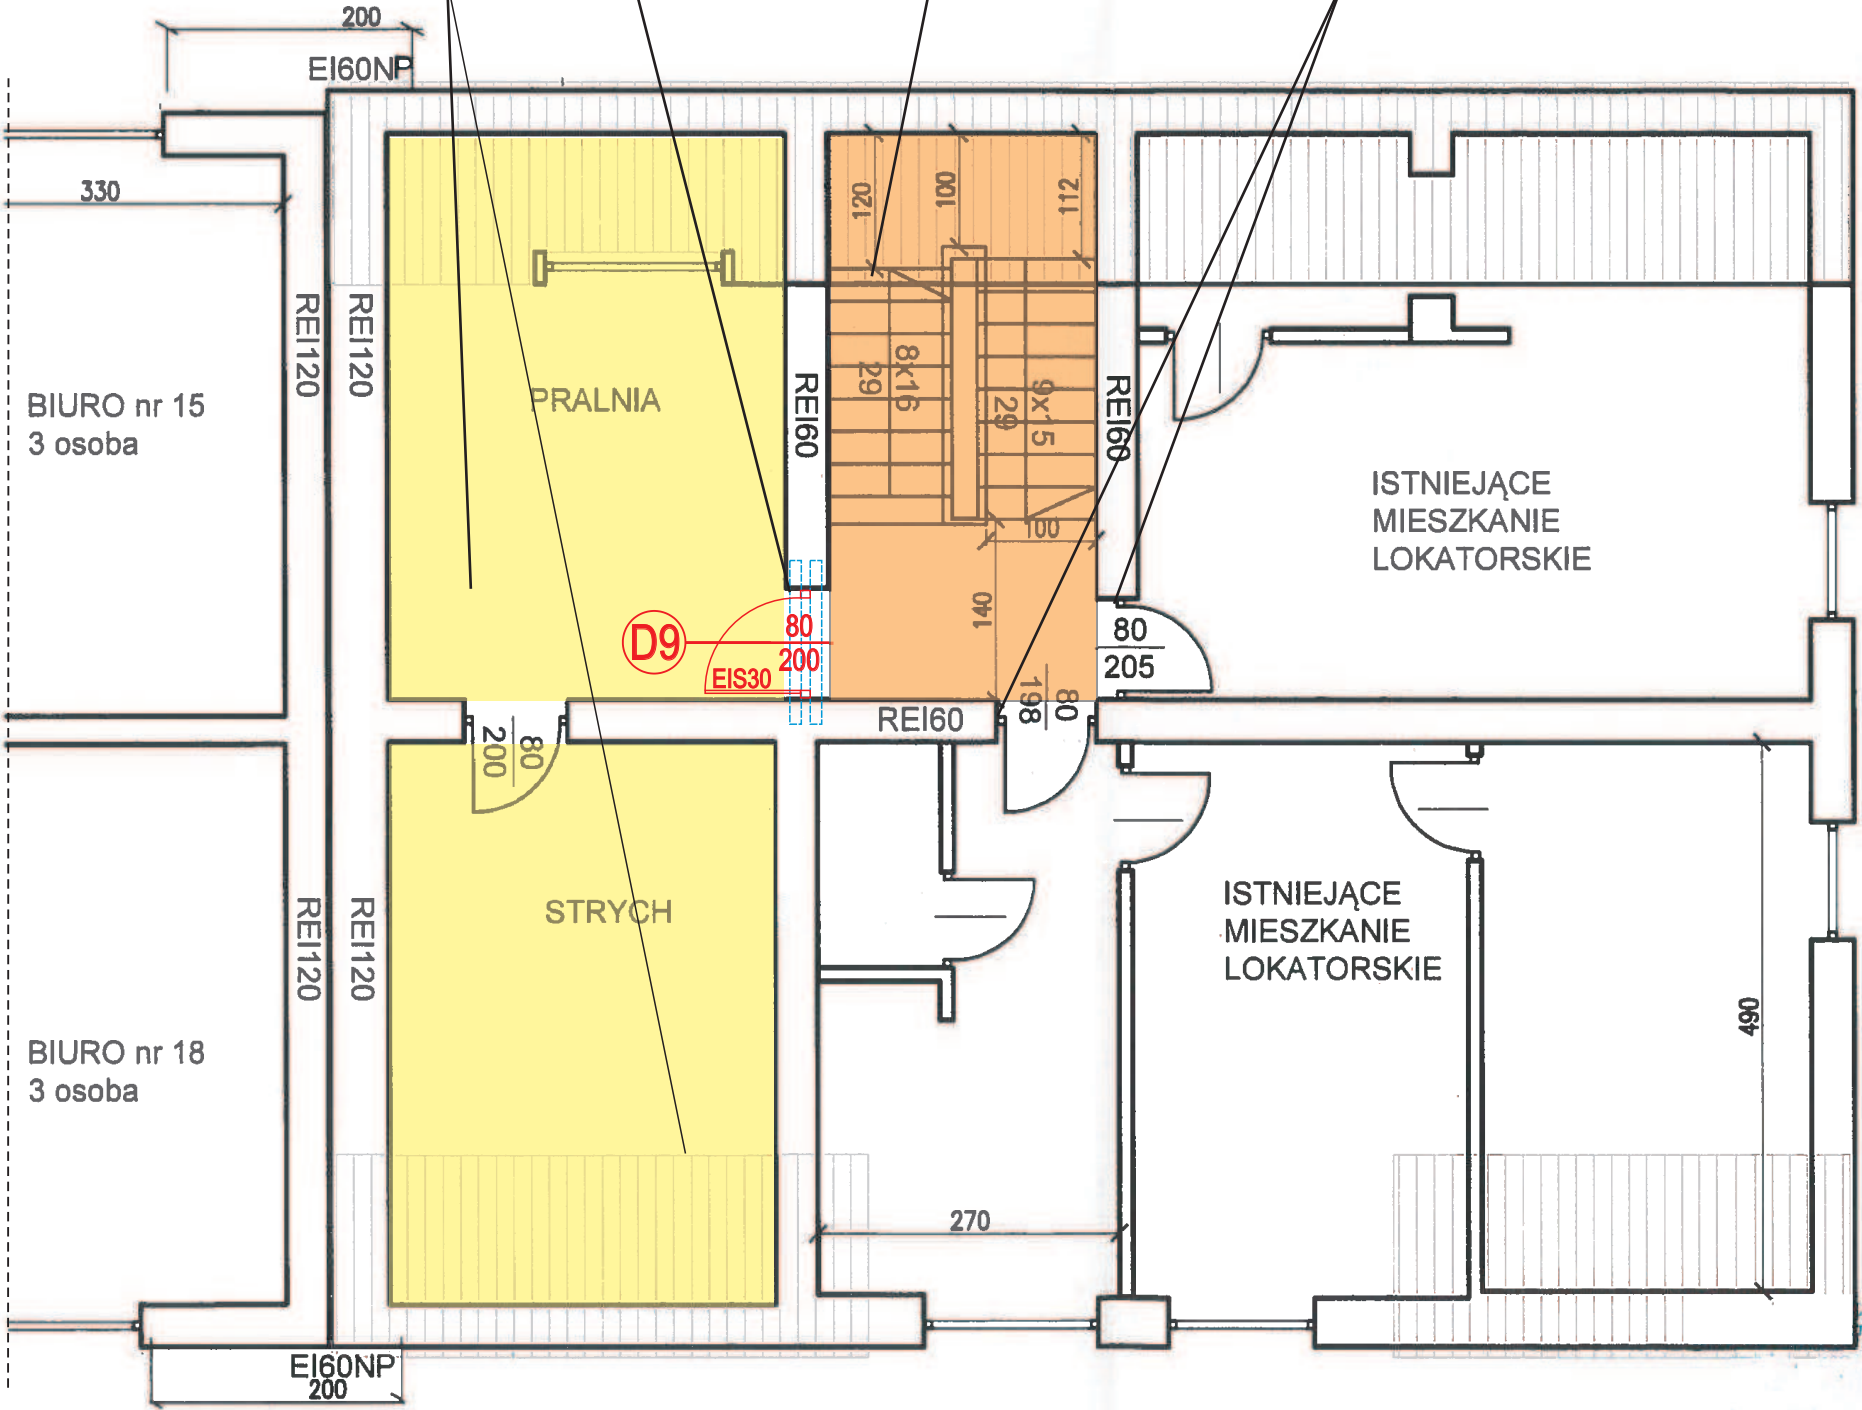 200
EI60NP
330
120
100
112
REI120
REI120
BIURO nr 15
3 osoba
PRALNIA
REI60
8x16
29
9x15
29
REI60
ISTNIEJĄCE
MIESZKANIE
LOKATORSKIE
100
140
D9
80
200
EIS30
80
205
80
198
REI60
80
200
STRYCH
REI120
REI120
ISTNIEJĄCE
MIESZKANIE
LOKATORSKIE
490
BIURO nr 18
3 osoba
270
EI60NP
200